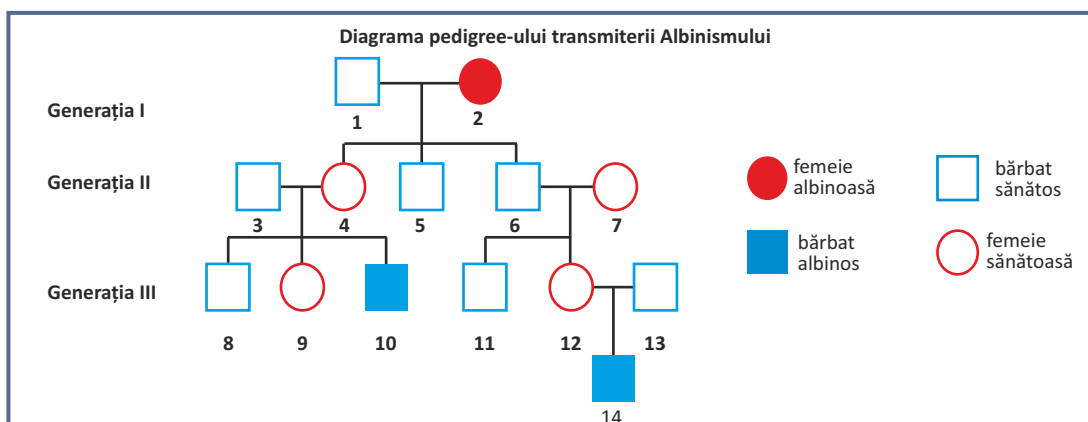 Diagrama pedigree-ului transmiterii Albinismului
Generația I
1
2
Generația II
3
4
5
6
7
Generația III
8
9
10
11
12
13
14
femeie
albinoasă
bărbat
sănătos
bărbat
albinos
femeie
sănătoasă